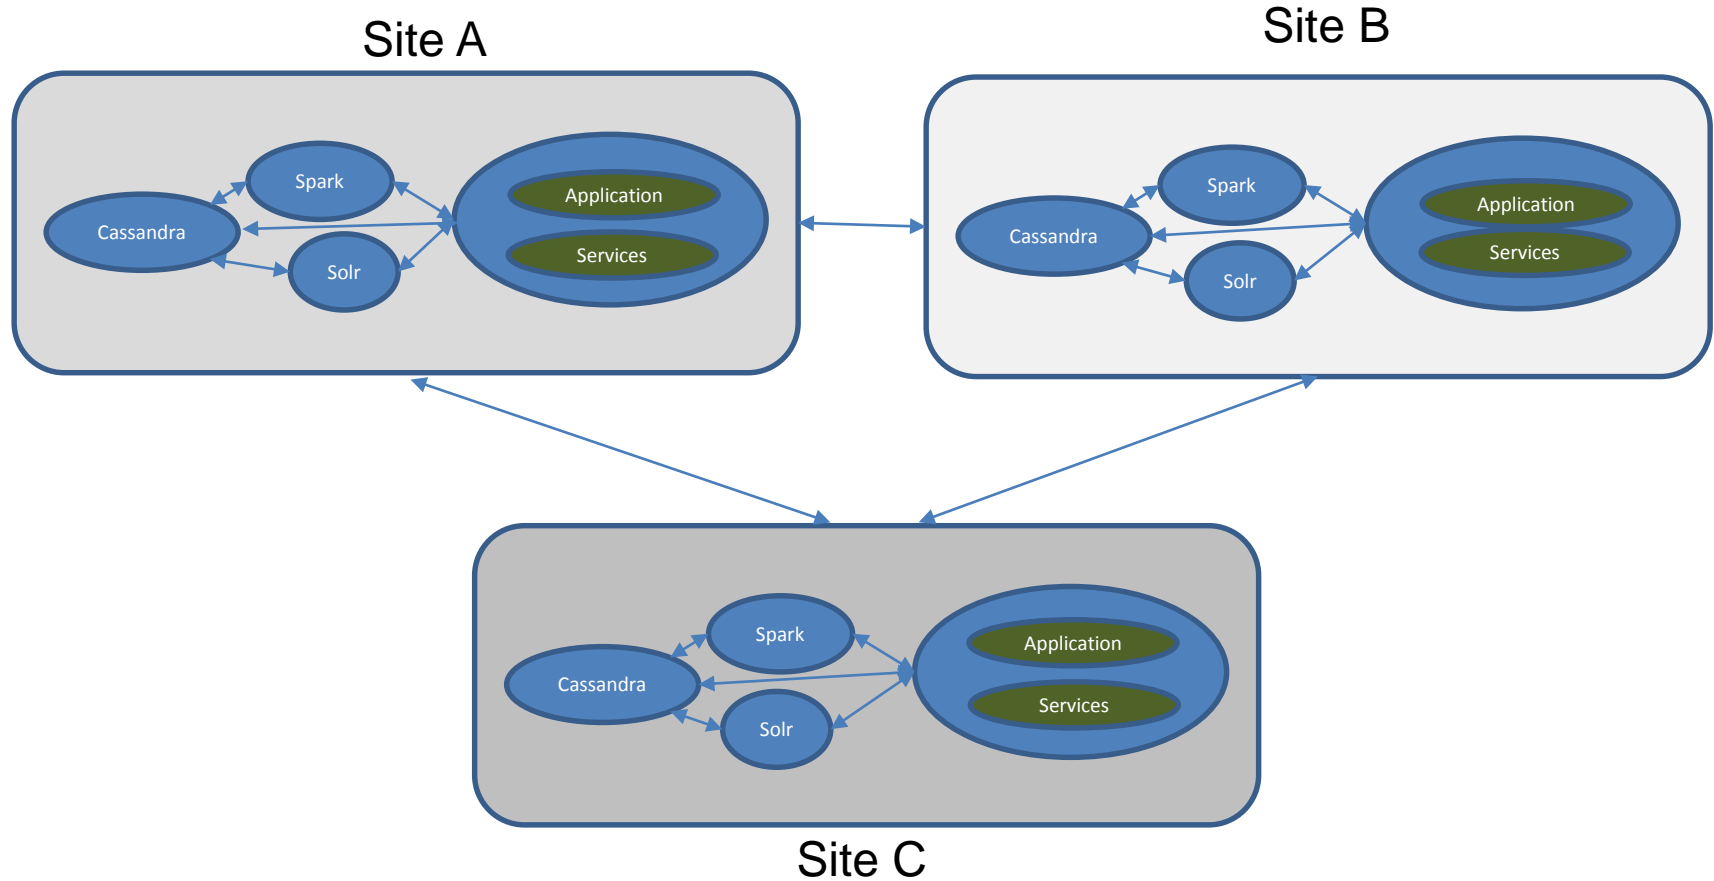 Site A
Site B
Spark
Application
Cassandra
Services
Solr
Spark
Application
Cassandra
Services
Solr
Spark
Application
Cassandra
Services
Solr
Site C